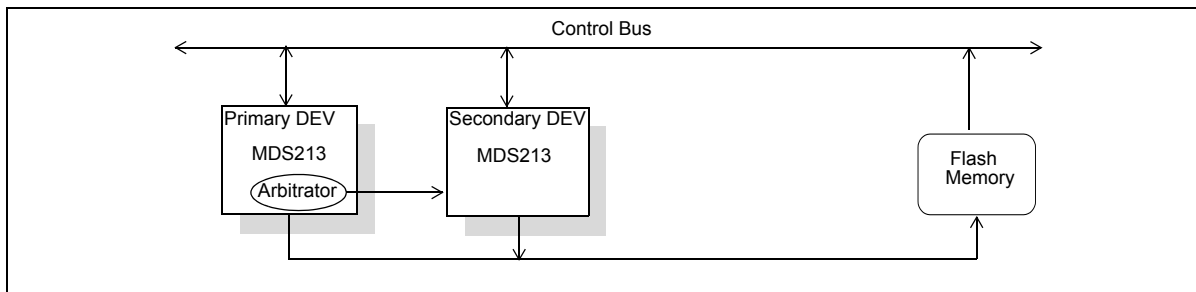 Control Bus
Primary DEV
MDS213
Arbitrator
Secondary DEV
MDS213
Flash
Memory